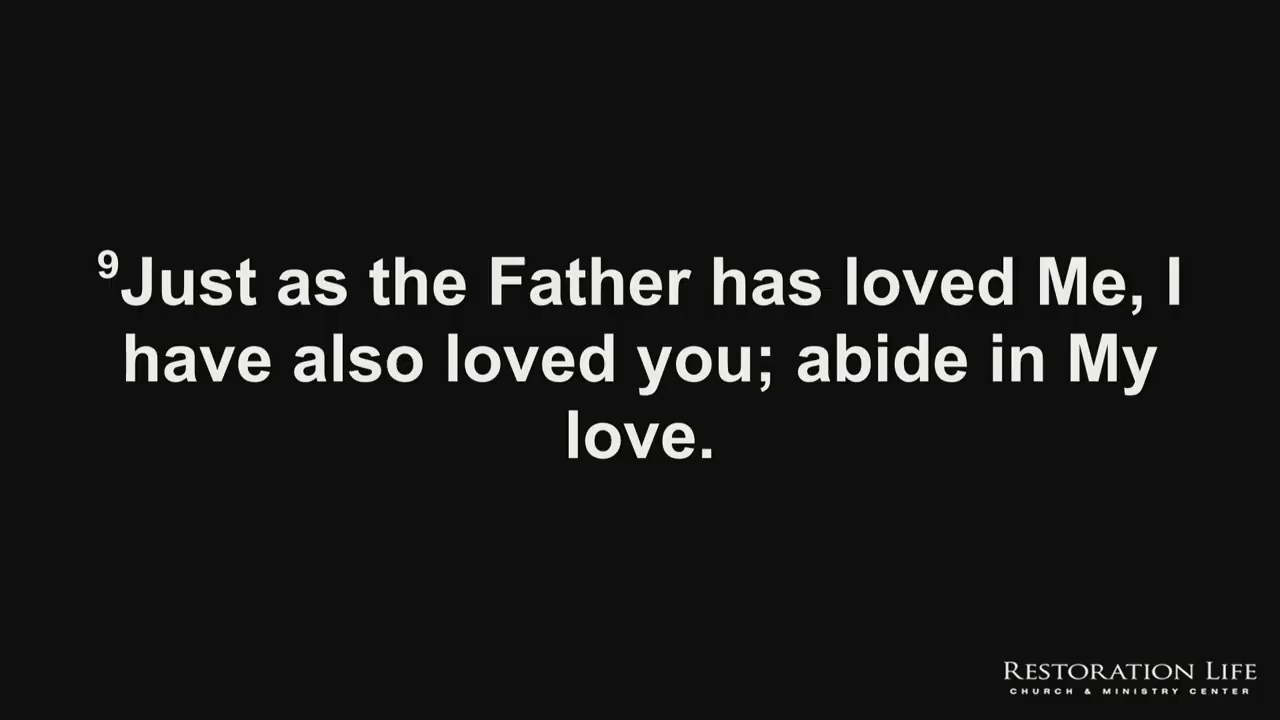 ⁹Just as the Father has loved Me, I
have also loved you; abide in My
love.
RESTORATION LIFE
CHURCH & MINISTRY CENTER